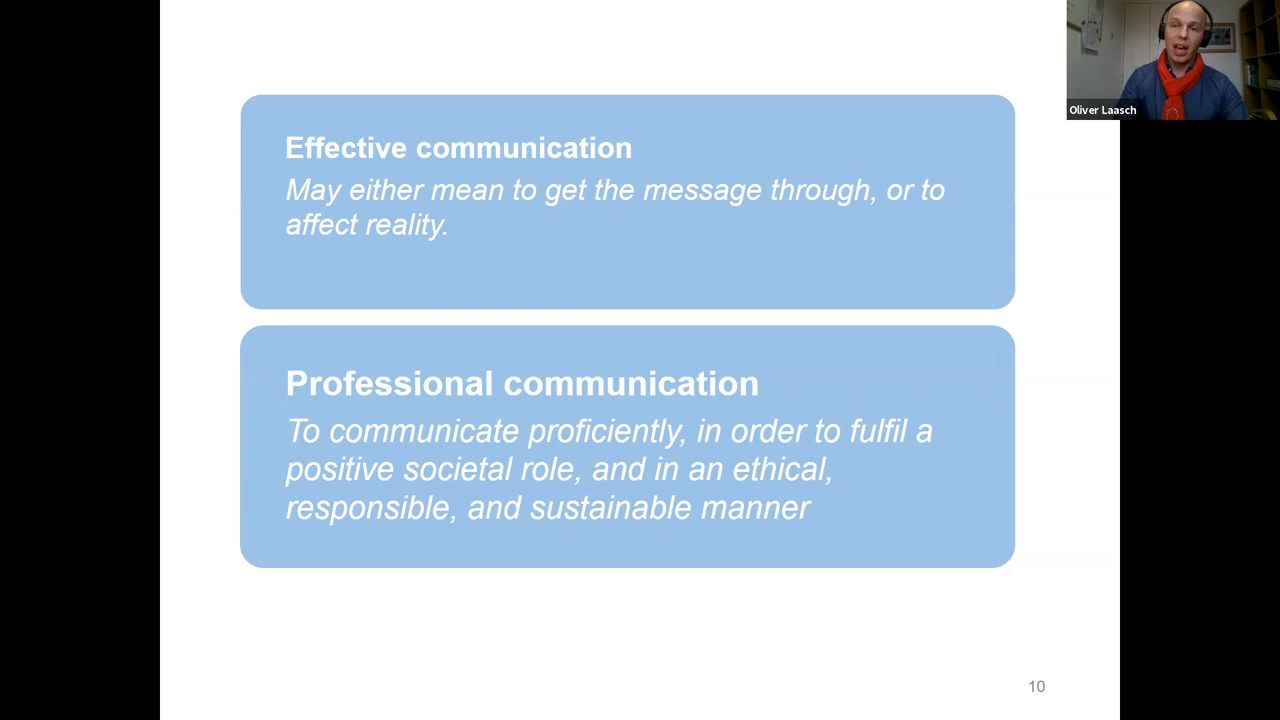 Oliver Laasch
Effective communication
May either mean to get the message through, or to
affect reality.
Professional communication
To communicate proficiently, in order to fulfil a
positive societal role, and in an ethical,
responsible, and sustainable manner
10